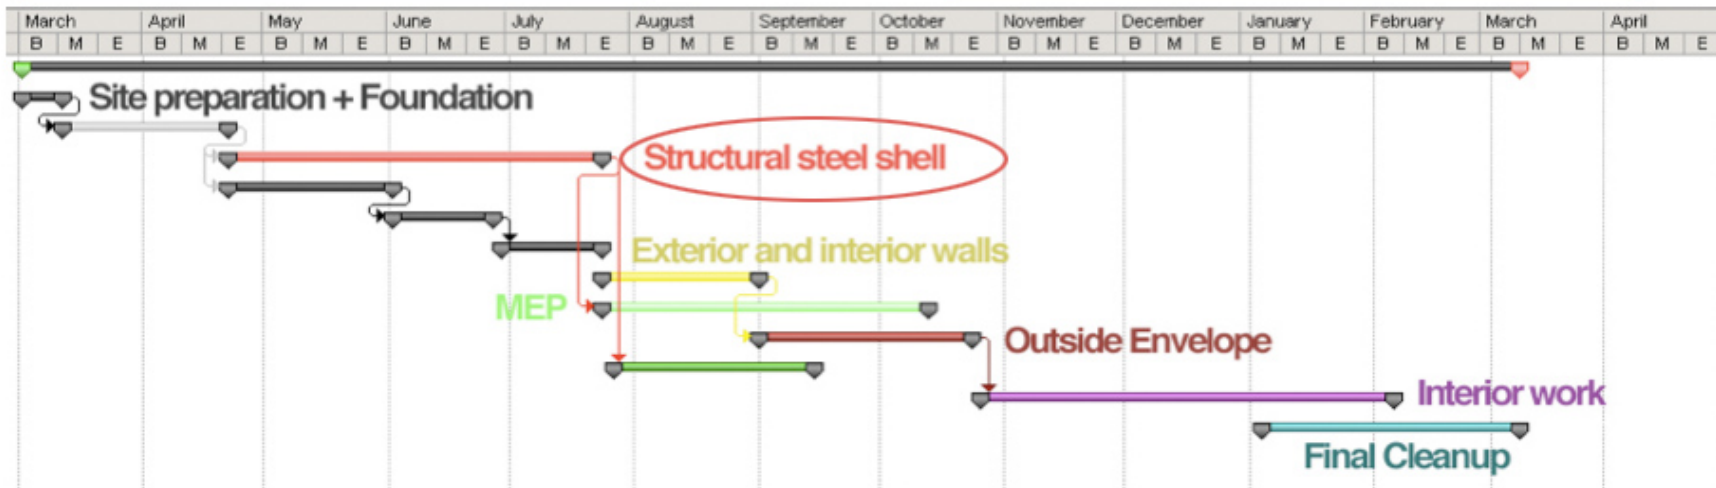 March April May June July August September October November December January February March April
B M E B M E B M E B M E B M E B M E B M E B M E B M E B M E B M E B M E B M E B M E
Site preparation + Foundation
Structural steel shell
Exterior and interior walls
MEP
Outside Envelope
Interior work
Final Cleanup